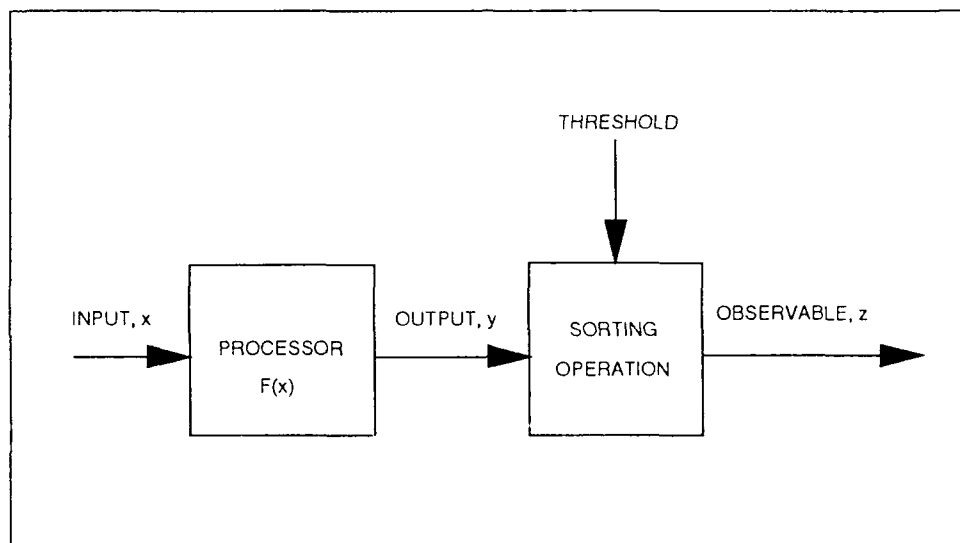 THRESHOLD
INPUT, x
PROCESSOR
F(x)
OUTPUT, y
SORTING
OPERATION
OBSERVABLE, z